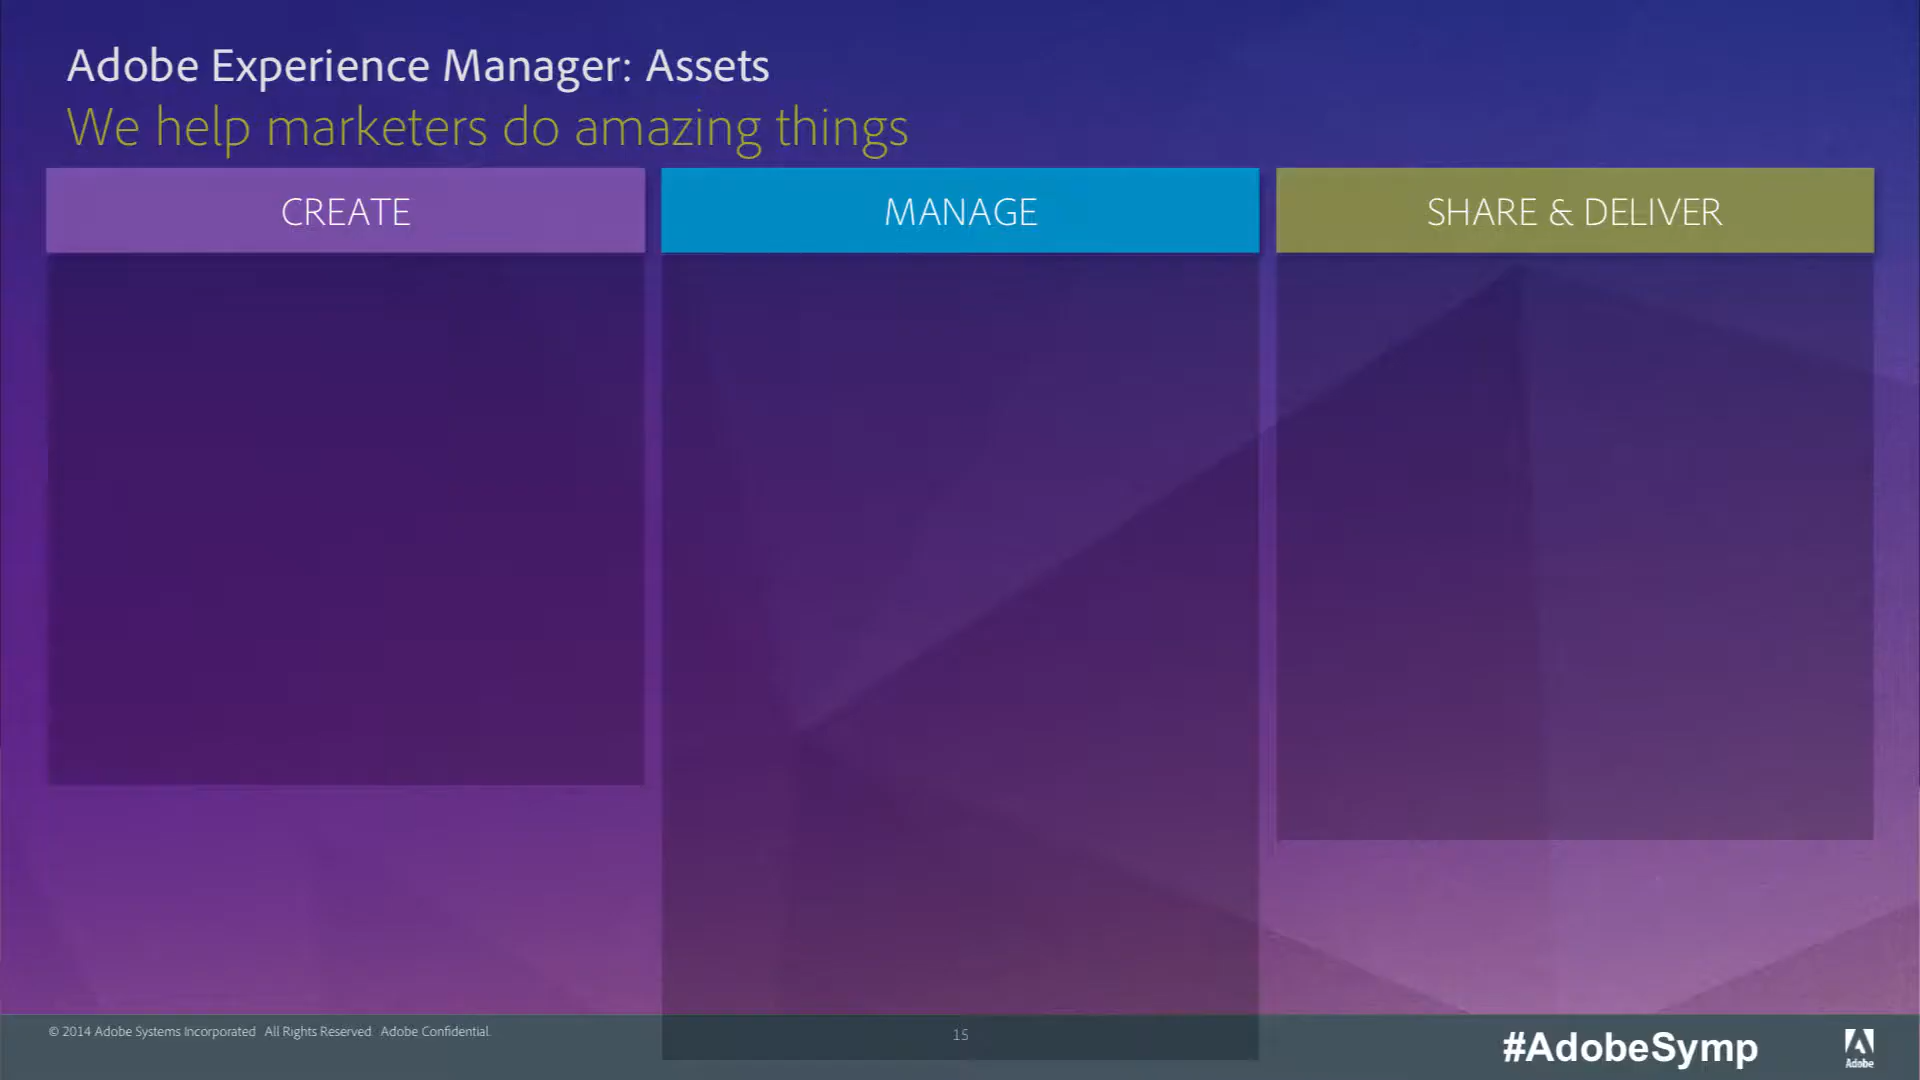 Adobe Experience Manager: Assets
We help marketers do amazing things
CREATE
MANAGE
SHARE & DELIVER
© 2014 Adobe Systems Incorporated All Rights Reserved Adobe Confidential.
15
#AdobeSymp
Adobe